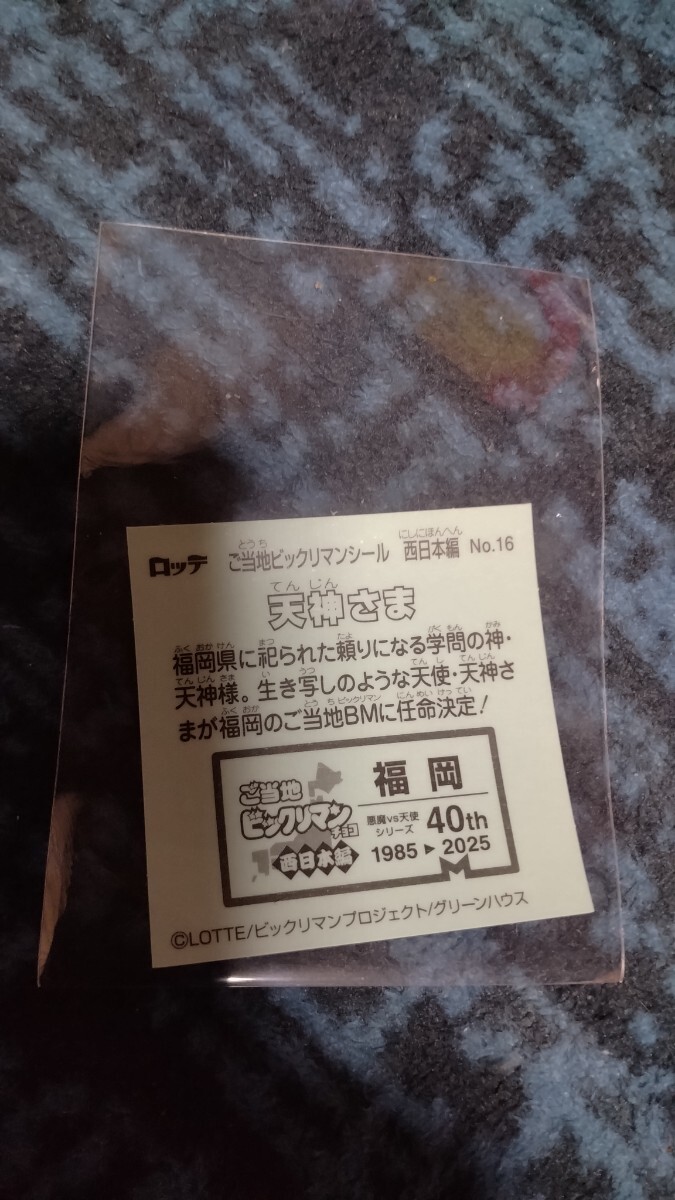 ロッテ ご当地ビックリマンシール 西日本編 No.16
とうち にしにほんへん
てんじん
天神さま
ふくおかけん まつ たよ がくもん かみ
福岡県に祀られた頼りになる学問の神・
てんじんさま い うつ てんし てんじん
天神様。生き写しのような天使・天神さ
ふくおか とうちビックリマン にんめいけってい
まが福岡のご当地BMに任命決定!
ご当地
ビックリマン
チョコ
西日本編
福岡
悪魔vs天使
シリーズ 40th
1985▶2025
©LOTTE/ビックリマンプロジェクト/グリーンハウス